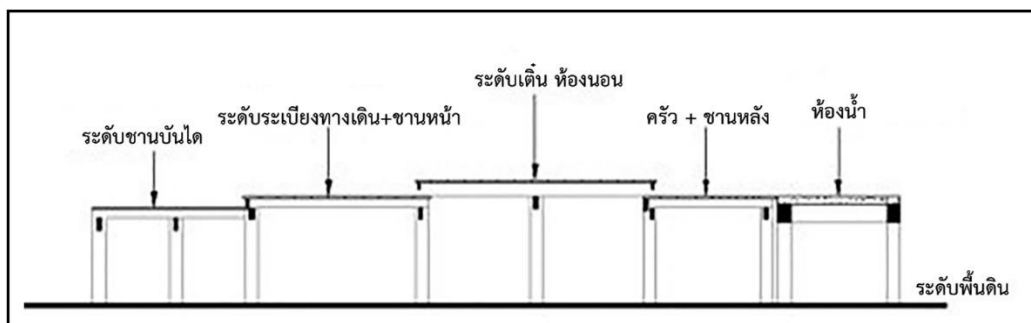 ระดับเติ๋น ห้องนอน
ระดับระเบียงทางเดิน+ชานหน้า
ครัว + ชานหลัง
ห้องน้ำ
ระดับชานบันได
ระดับพื้นดิน